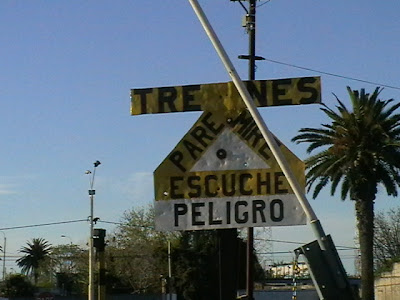 TRENES
PARE MIRE
ESCUCHE
PELIGRO